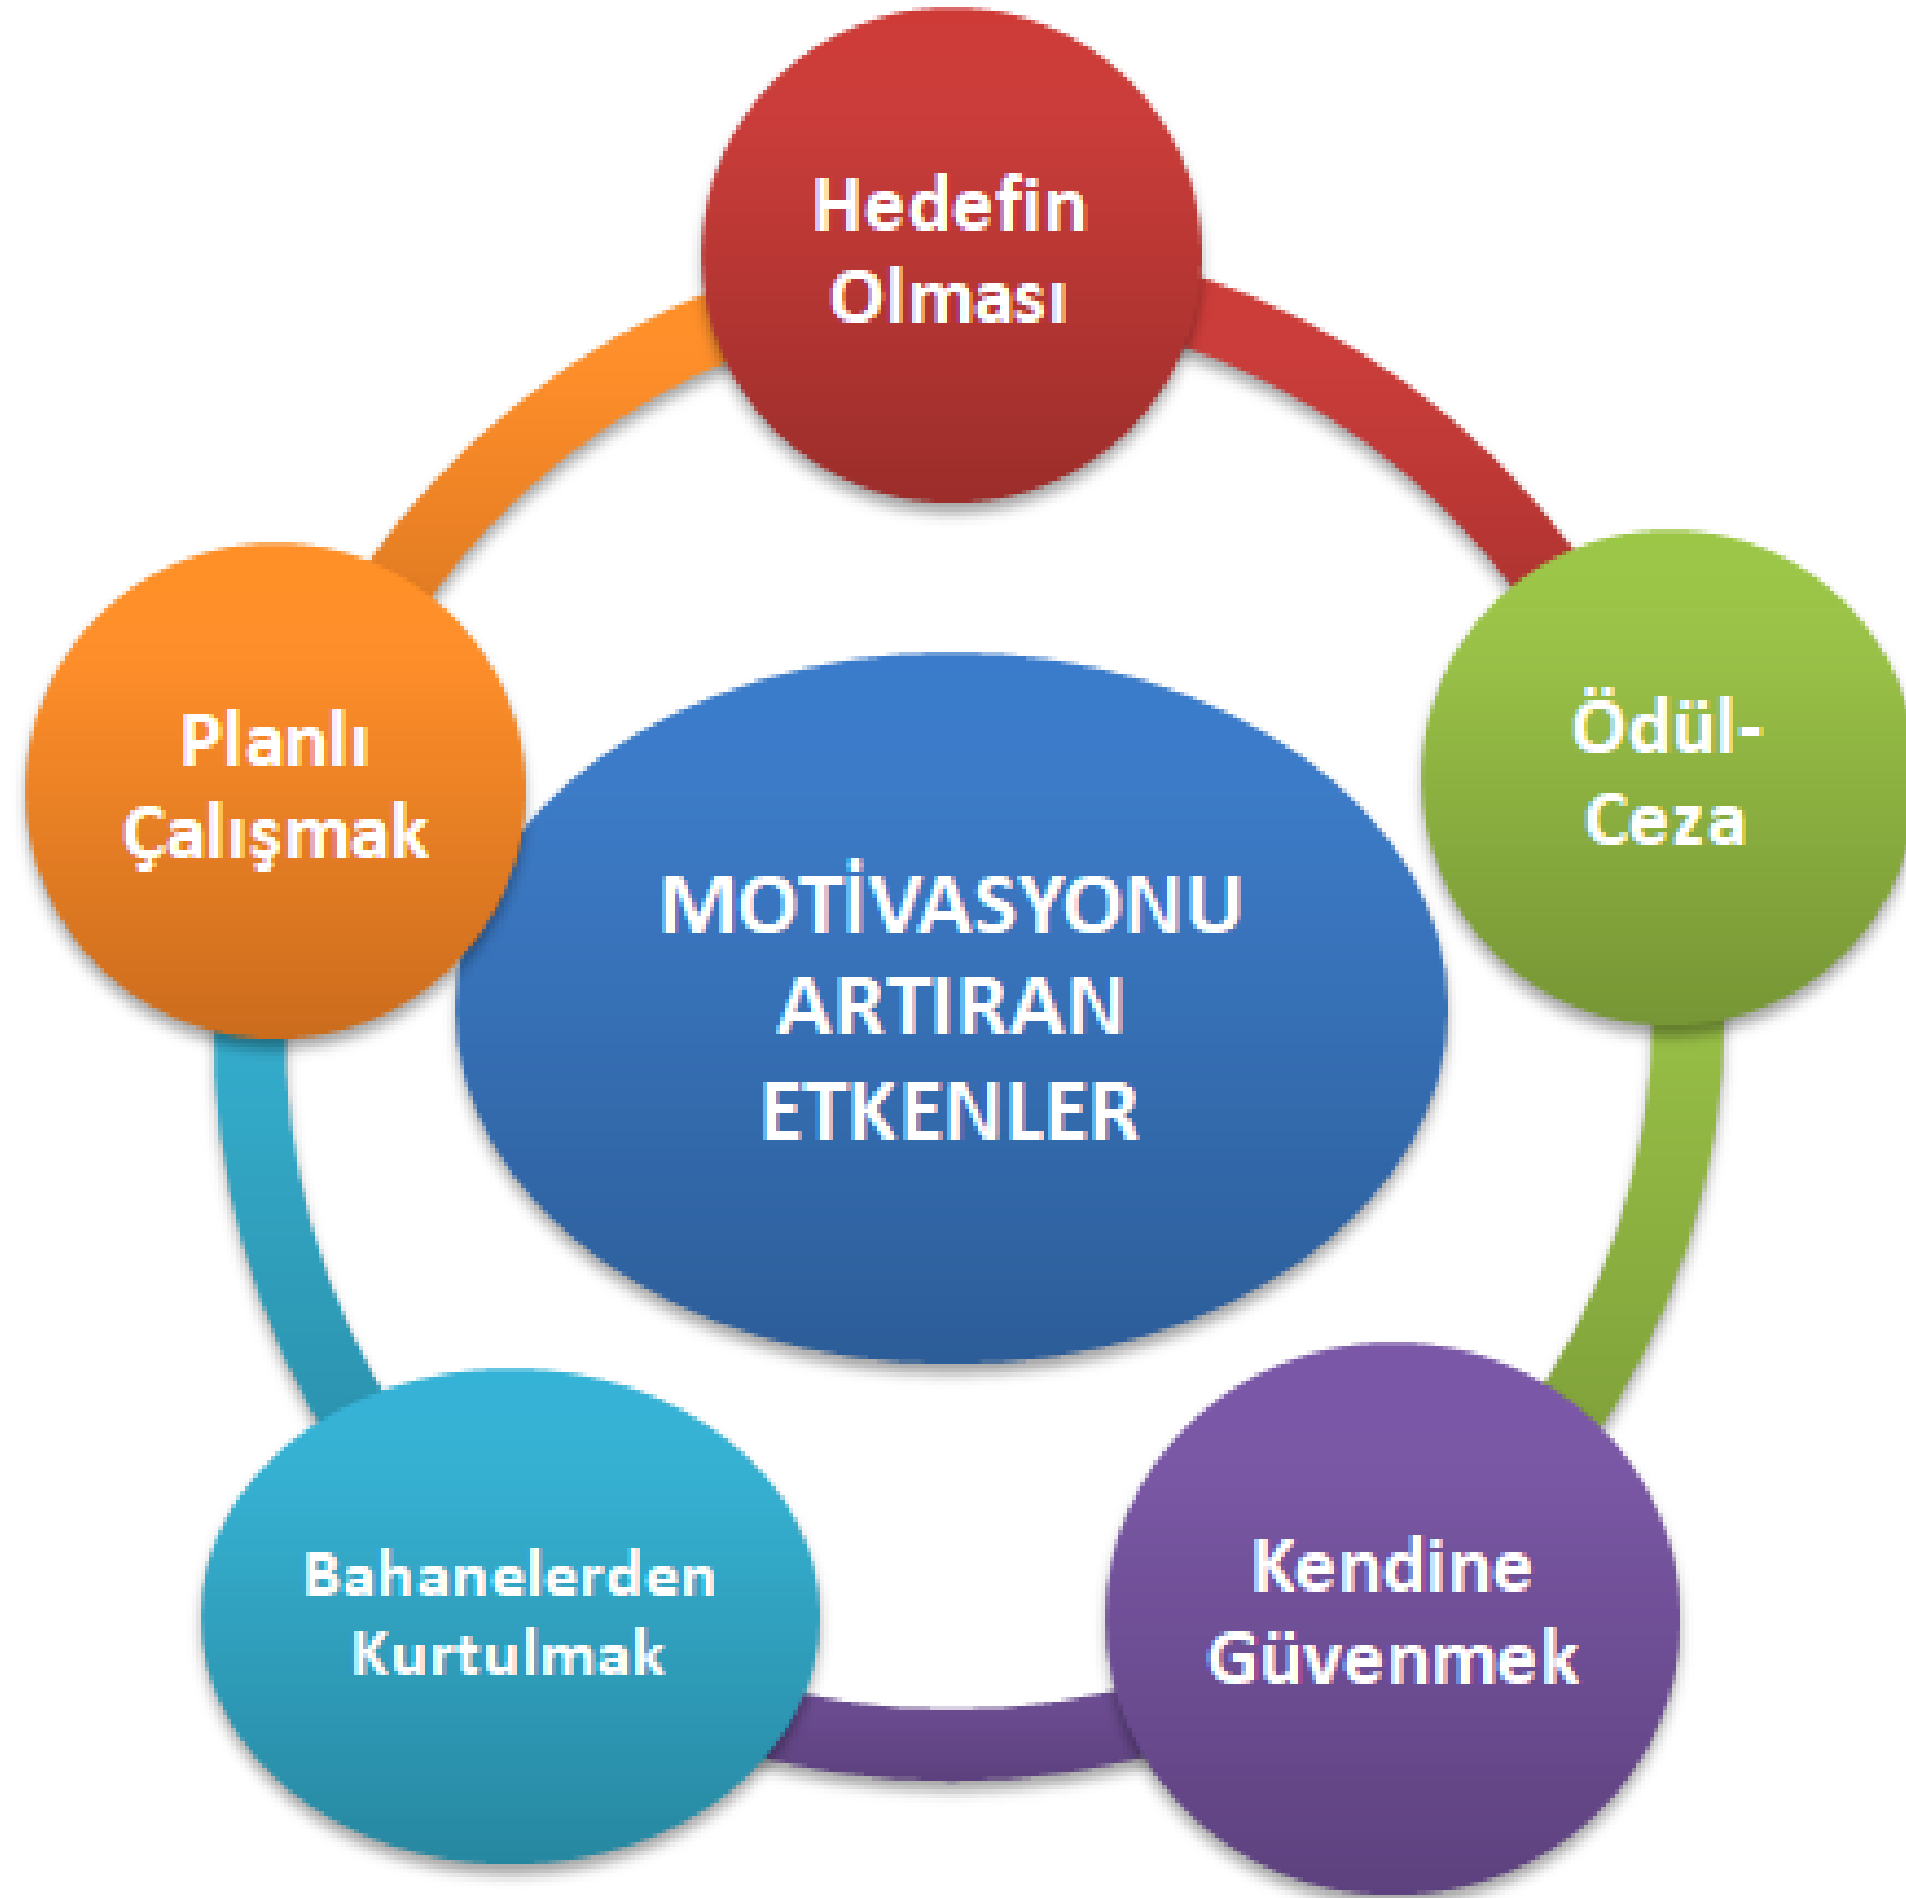 Hedefin
Olması
Ödül-
Ceza
Kendine
Güvenmek
Bahanelerden
Kurtulmak
Planlı
Çalışmak
MOTİVASYONU
ARTIRAN
ETKENLER